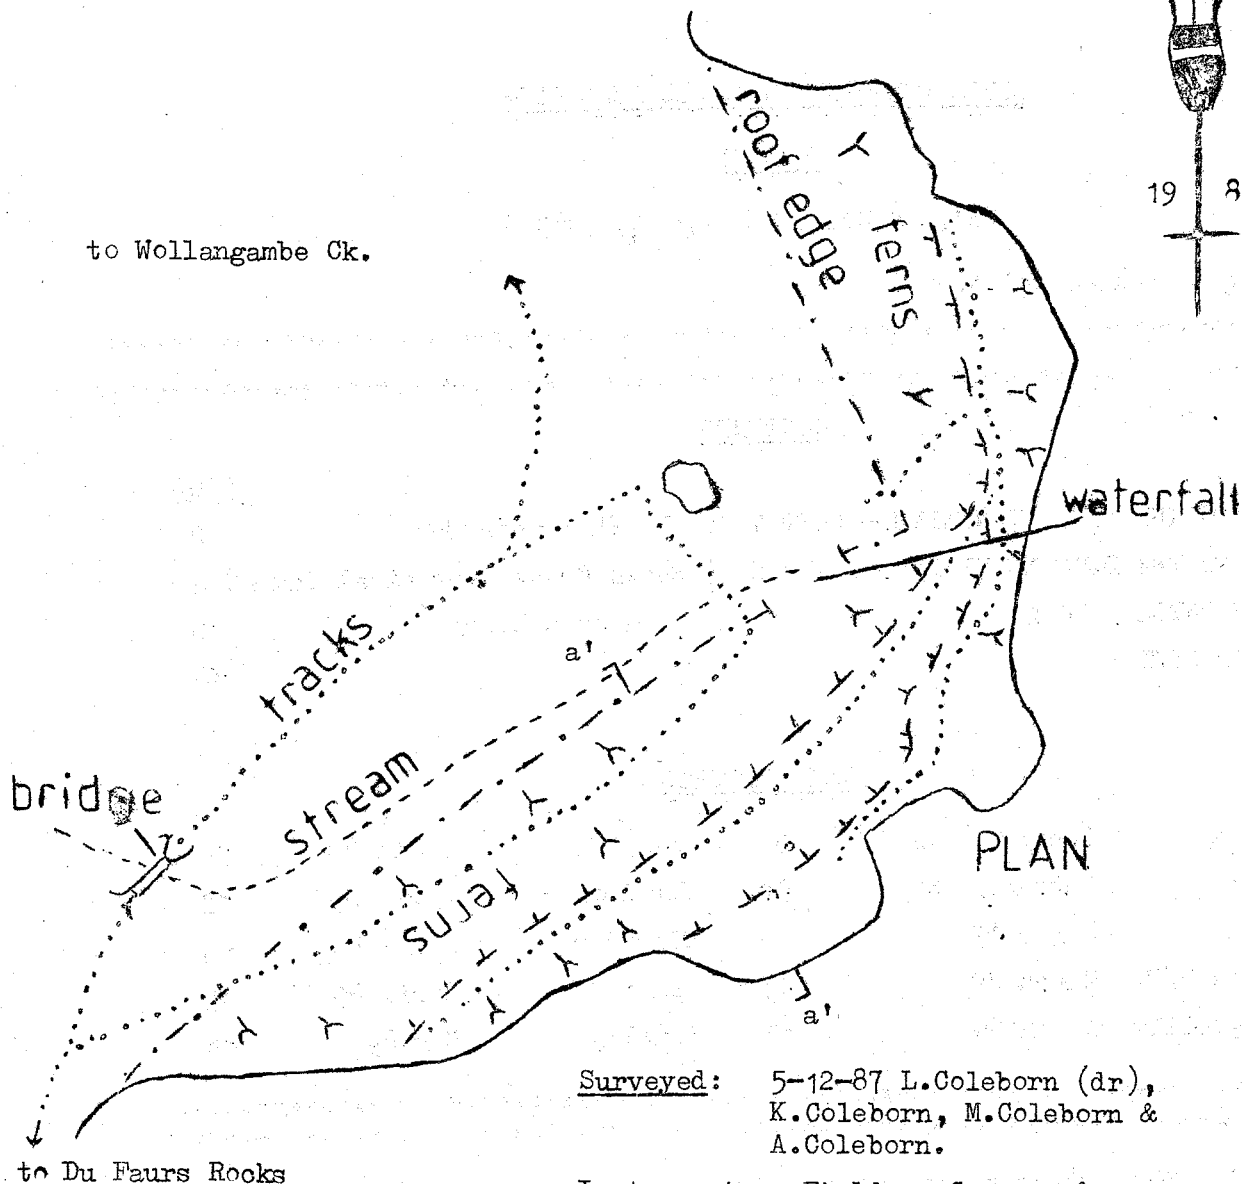 19 8
roof edge
ferns
to Wollangambe Ck.
waterfall
tracks
a'
bridge
stream
ferns
PLAN
a'
Surveyed: 5-12-87 L.Coleborn (dr),
K.Coleborn, M.Coleborn &
A.Coleborn.
to Du Faurs Rocks